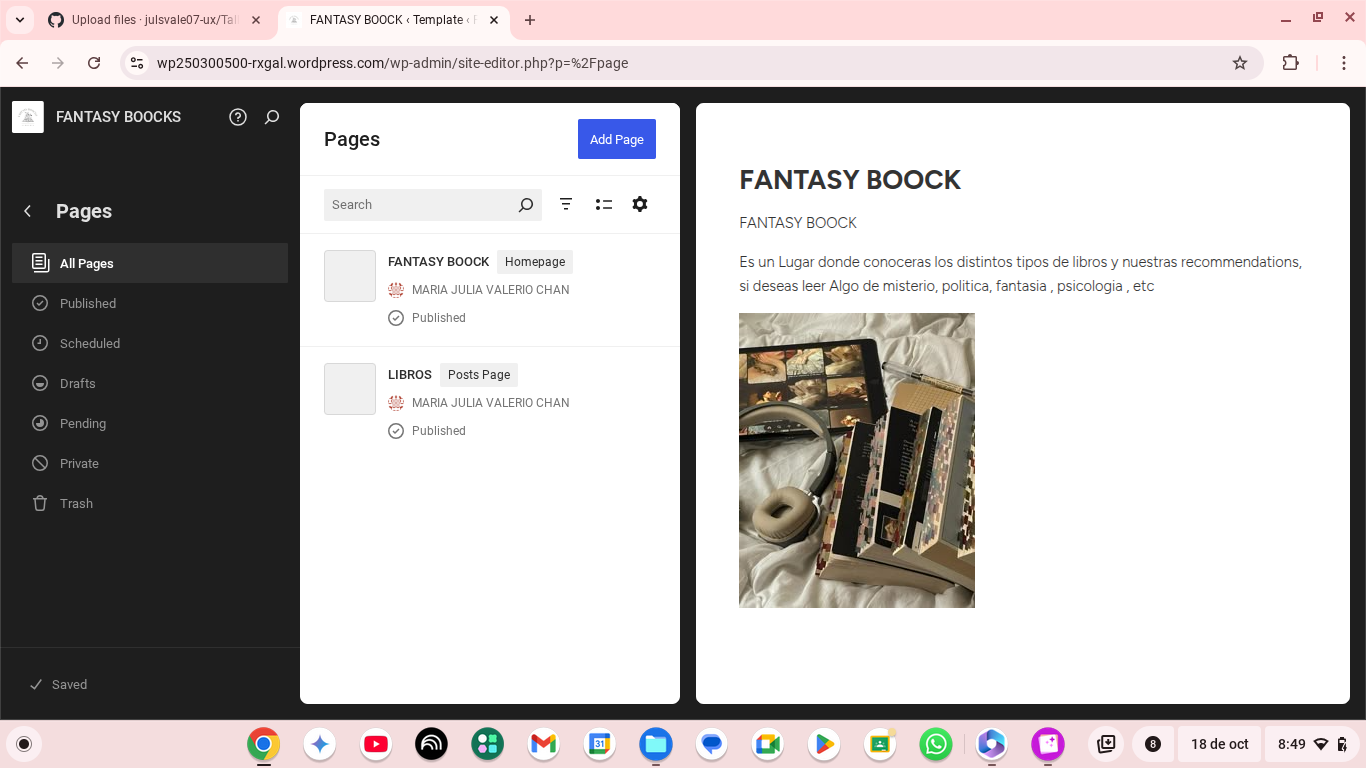 Upload files · julsvale07-ux/Tal
FANTASY BOOCK ‹ Template ‹ F
wp250300500-rxgal.wordpress.com/wp-admin/site-editor.php?p=%2Fpage
FANTASY BOOCKS
Pages
All Pages
Published
Scheduled
Drafts
Pending
Private
Trash
Saved
Pages
Add Page
Search
FANTASY BOOCK Homepage
MARIA JULIA VALERIO CHAN
Published
LIBROS Posts Page
MARIA JULIA VALERIO CHAN
Published
FANTASY BOOCK
FANTASY BOOCK
Es un Lugar donde conoceras los distintos tipos de libros y nuestras recommendations,
si deseas leer Algo de misterio, politica, fantasia , psicologia , etc
31
8
18 de oct
8:49